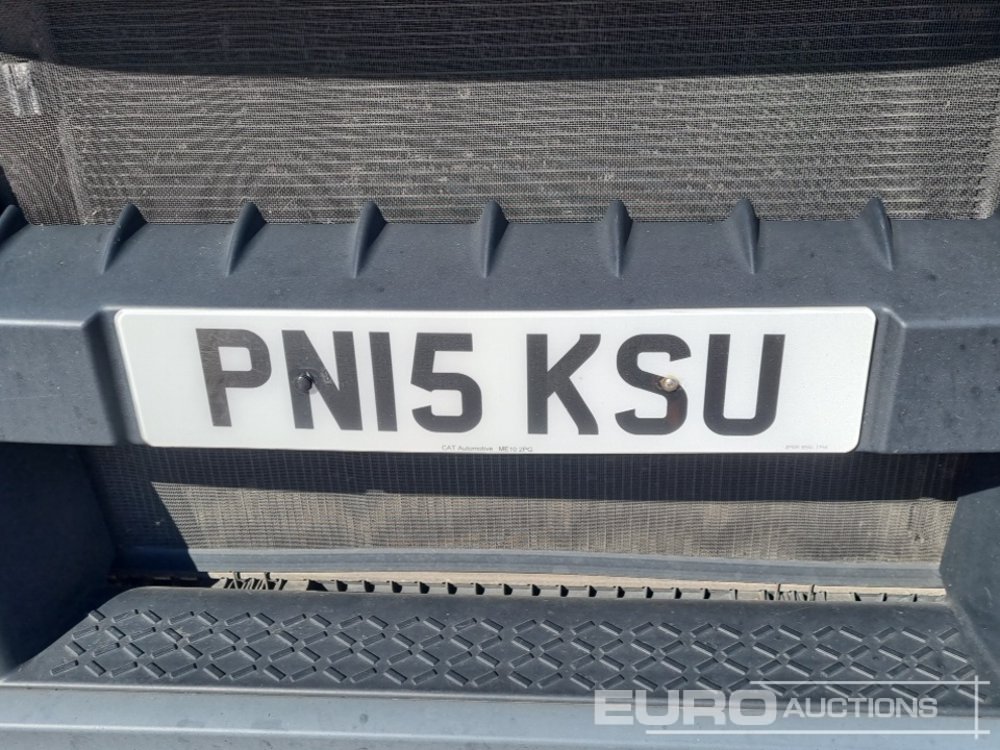 PN15 KSU
CAT Automotive ME10 2PG
EURO AUCTIONS